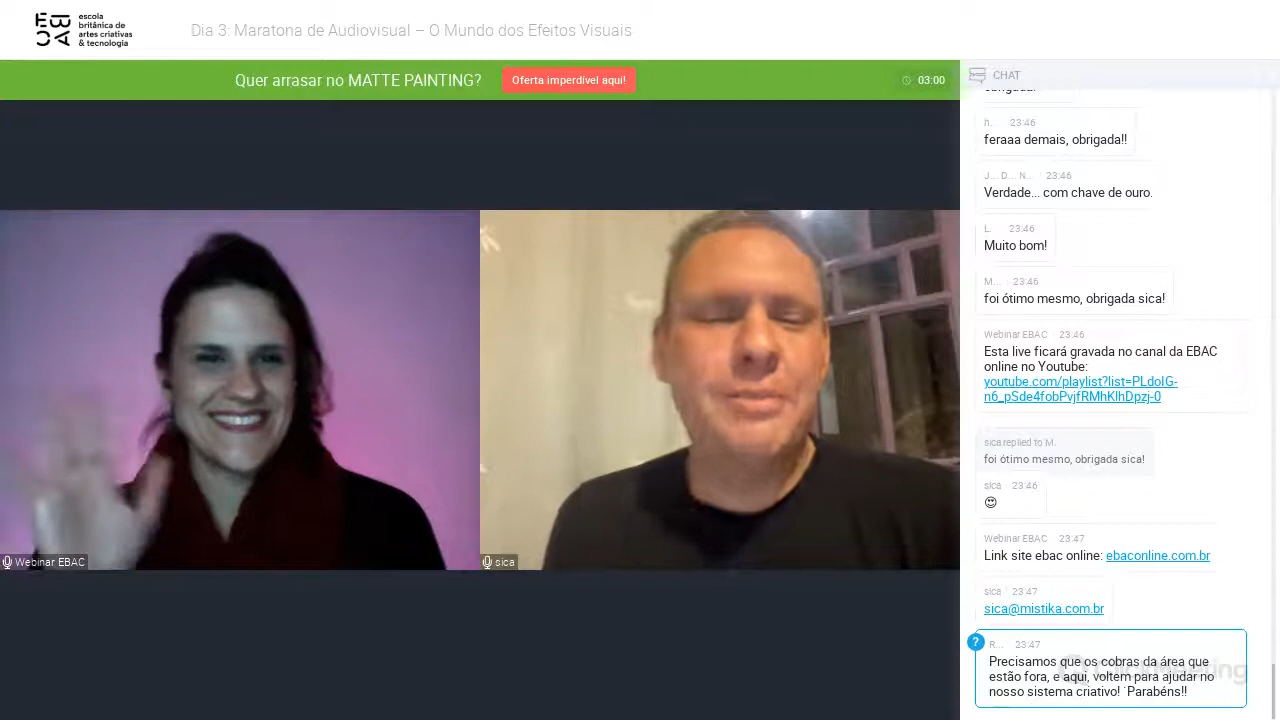 EBAC
escola
britânica de
artes criativas
& tecnologia
Dia 3: Maratona de Audiovisual – O Mundo dos Efeitos Visuais
Quer arrasar no MATTE PAINTING?
Oferta imperdível aqui!
03:00
CHAT
obrigada!
h... 23:46
feraaa demais, obrigada!!
J... D... N... 23:46
Verdade... com chave de ouro.
L. 23:46
Muito bom!
M... 23:46
foi ótimo mesmo, obrigada sica!
Webinar EBAC 23:46
Esta live ficará gravada no canal da EBAC
online no Youtube:
youtube.com/playlist?list=PLdoIG-
n6_pSde4fobPvjfRMhKlhDpzj-0
sica replied to M.
foi ótimo mesmo, obrigada sica!
sica 23:46
😍
Webinar EBAC 23:47
Link site ebac online: ebaconline.com.br
sica 23:47
sica@mistika.com.br
?
R... 23:47
Precisamos que os cobras da área que
estão fora, e aqui, voltem para ajudar no
nosso sistema criativo! ´Parabéns!!
Webinar EBAC
sica